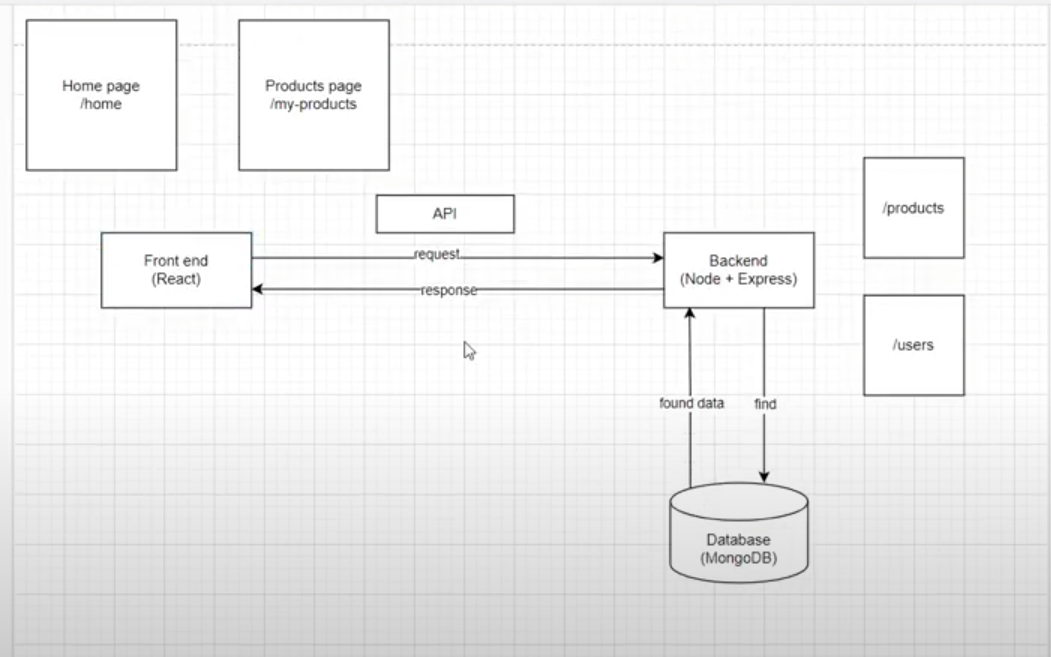 Home page
/home
Products page
/my-products
API
/products
Front end
(React)
request
response
Backend
(Node + Express)
/users
found data
find
Database
(MongoDB)